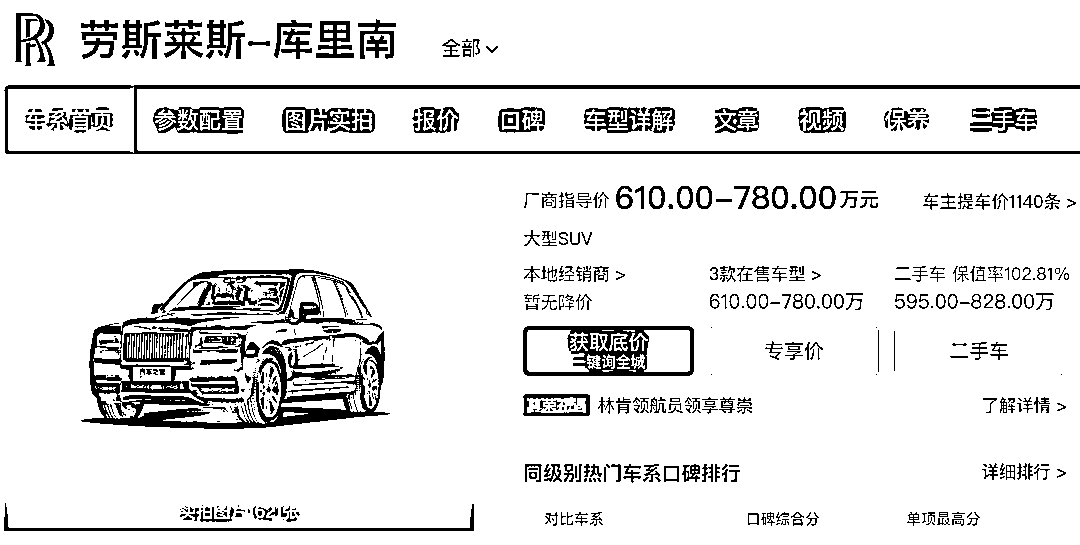 劳斯莱斯-库里南 全部
车系首页 参数配置 图片实拍 报价 口碑 车型详解 文章 视频 保养 二手车
厂商指导价 610.00-780.00万元 车主提车价1140条 >
大型SUV
本地经销商 > 3款在售车型 > 二手车 保值率102.81%
暂无降价 610.00-780.00万 595.00-828.00万
获取底价 专享价 二手车
一键询全城
林肯领航员领享尊崇 了解详情 >
同级别热门车系口碑排行 详细排行 >
实拍图片
对比车系 口碑综合分 单项最高分